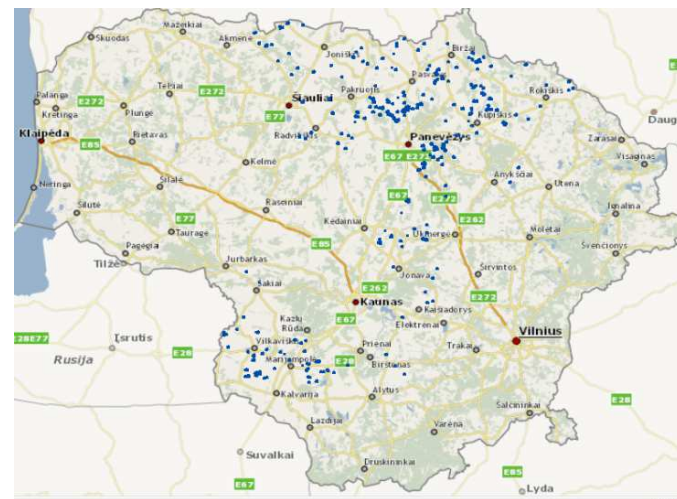 Mažeikiai
Skuodas
Akmenė
Joniškis
Biržai
Palanga
E272
Kretinga
Telšiai
E272
Šiauliai
Pakruojis
Pasvalys
Rokiškis
Plungė
E77
Kupiškis
Daug
Klaipėda
E85
Rietavas
Radviliškis
Panevėžys
Zarasai
Kelmė
E67 E272
Visaginas
Neringa
Šilalė
Anykščiai
Utena
E67
E272
Šilutė
Raseiniai
E262
Ignalina
E77
Kėdainiai
Tauragė
Ukmergė
Molėtai
Pagėgiai
E85
Švenčionys
Tilžė
Jurbarkas
Jonava
Širvintos
Šakiai
E262
Kaunas
E272
Kaišiadorys
Kazlų
Rūda
E67
Elektrėnai
Vilnius
E28E77
Įsrutis
Vilkaviškis
Prienai
Trakai
Rusija
E28
Marijampolė
E28
Birštonas
Kalvarija
Alytus
E28
Šalčininkai
Lazdijai
Varėna
Suvalkai
Druskininkai
E85
E67
Lyda